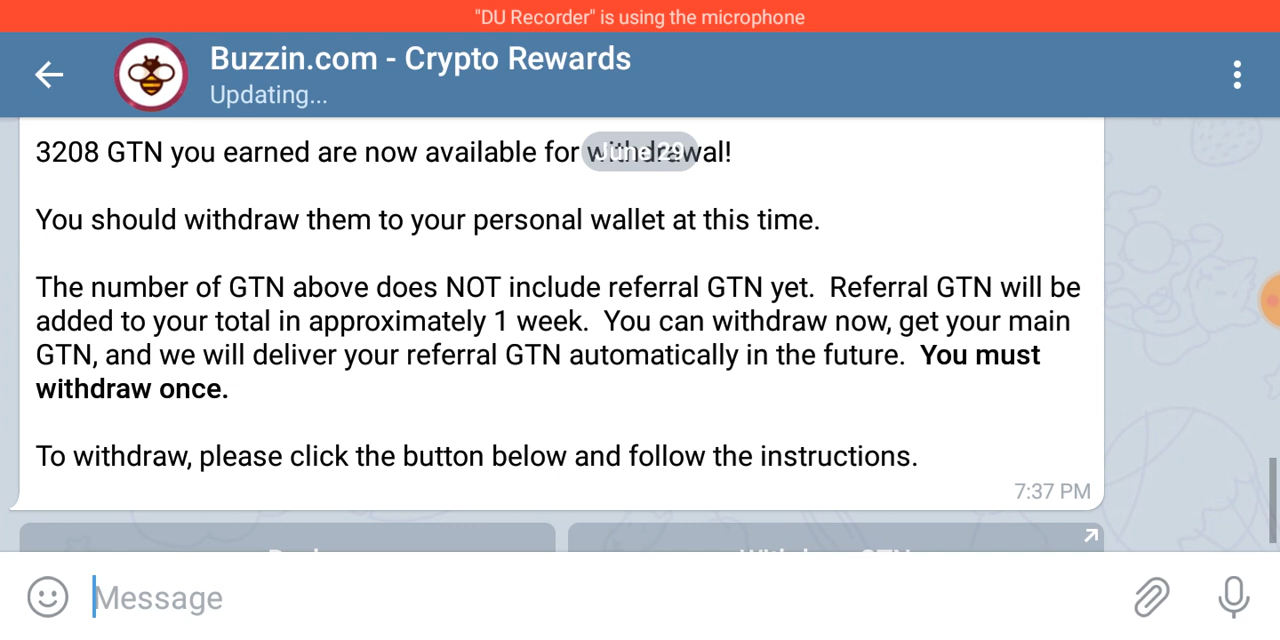 "DU Recorder" is using the microphone
Buzzin.com - Crypto Rewards
Updating...
3208 GTN you earned are now available for withdrawal!
June 29
You should withdraw them to your personal wallet at this time.
The number of GTN above does NOT include referral GTN yet.  Referral GTN will be
added to your total in approximately 1 week.  You can withdraw now, get your main
GTN, and we will deliver your referral GTN automatically in the future.  You must
withdraw once.
To withdraw, please click the button below and follow the instructions.
7:37 PM
Withdraw GTN
Message